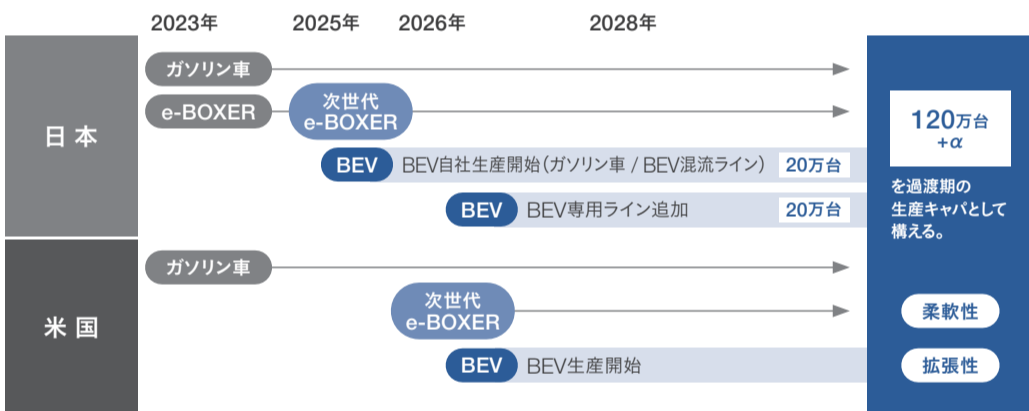 2023年 2025年 2026年 2028年
日本
ガソリン車
e-BOXER
次世代
e-BOXER
BEV BEV自社生産開始(ガソリン車 / BEV混流ライン) 20万台
BEV BEV専用ライン追加 20万台
米国
ガソリン車
次世代
e-BOXER
BEV BEV生産開始
120万台
+α
を過渡期の
生産キャパとして
構える。
柔軟性
拡張性